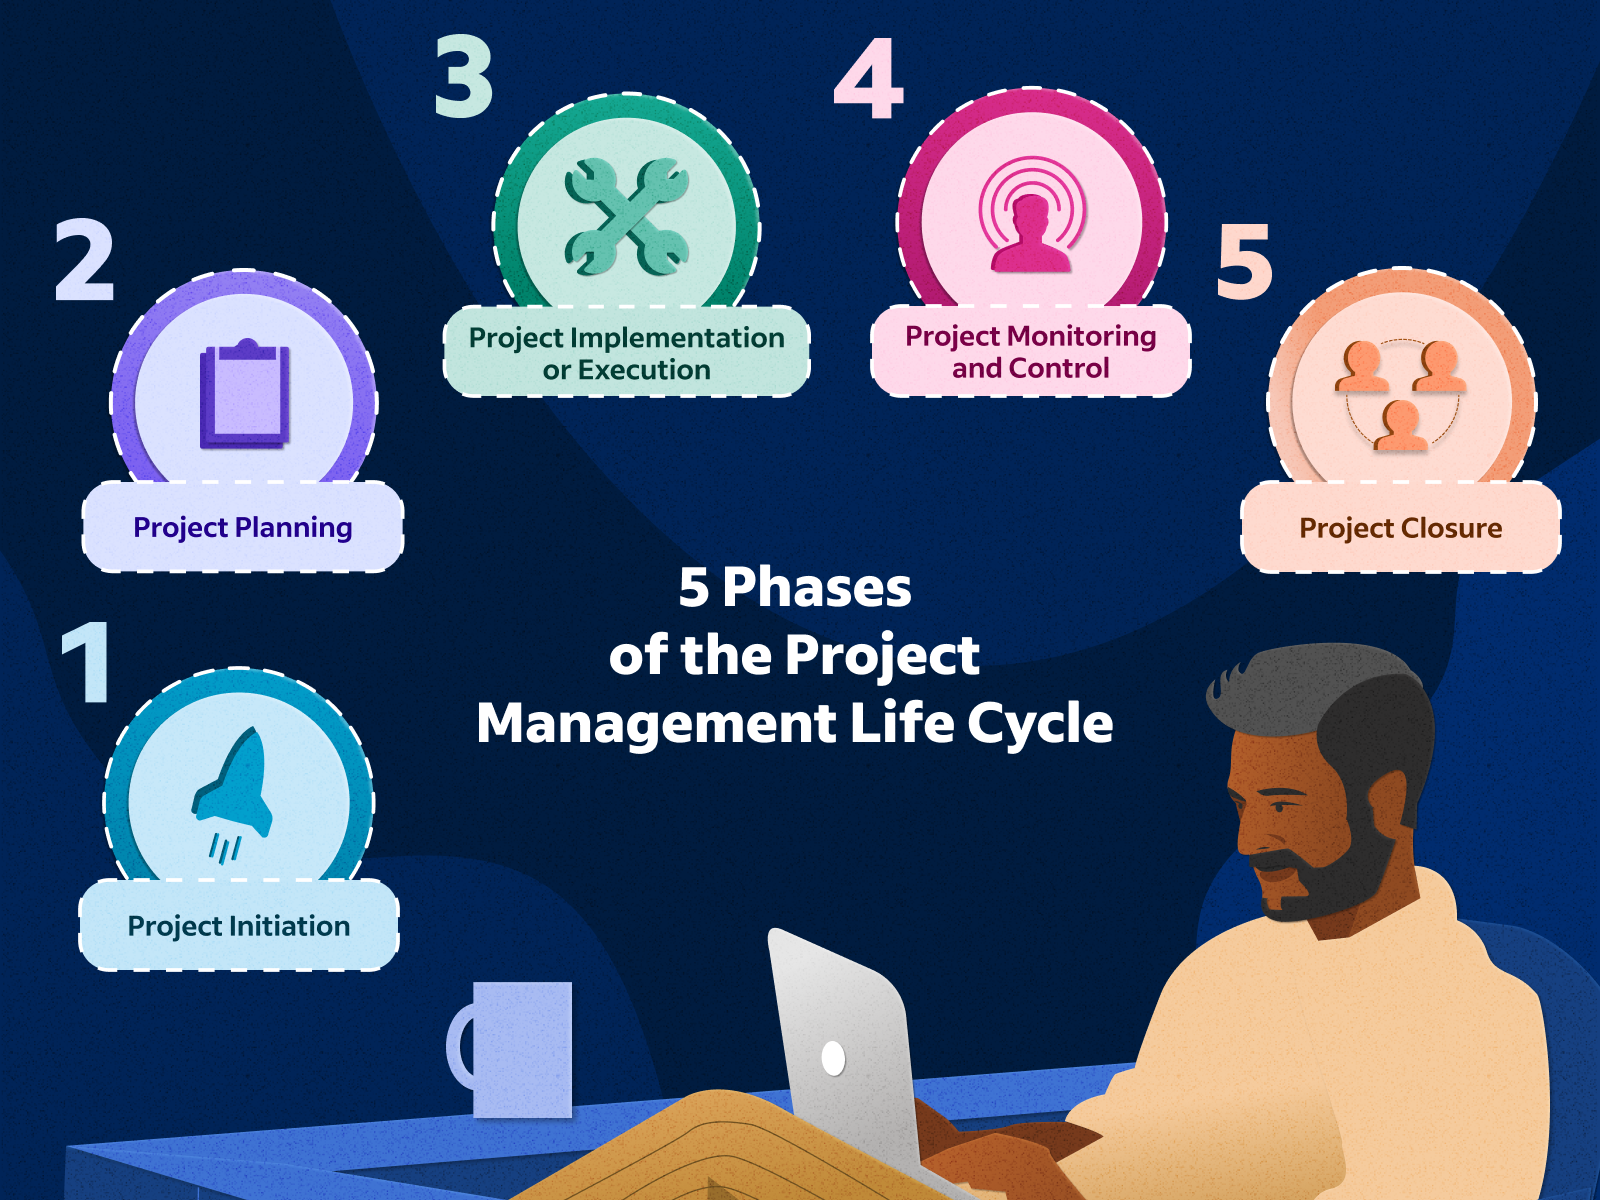 1
Project Initiation
2
Project Planning
3
Project Implementation
or Execution
4
Project Monitoring
and Control
5
Project Closure
5 Phases
of the Project
Management Life Cycle